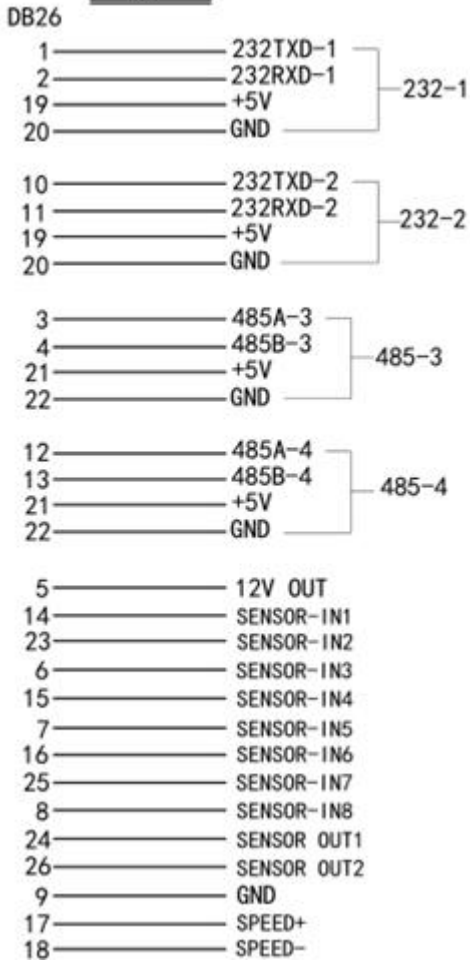 DB26
1 232TXD-1
2 232RXD-1
19 +5V
20 GND
232-1
10 232TXD-2
11 232RXD-2
19 +5V
20 GND
232-2
3 485A-3
4 485B-3
21 +5V
22 GND
485-3
12 485A-4
13 485B-4
21 +5V
22 GND
485-4
5 12V OUT
14 SENSOR-IN1
23 SENSOR-IN2
6 SENSOR-IN3
15 SENSOR-IN4
7 SENSOR-IN5
16 SENSOR-IN6
25 SENSOR-IN7
8 SENSOR-IN8
24 SENSOR OUT1
26 SENSOR OUT2
9 GND
17 SPEED+
18 SPEED-